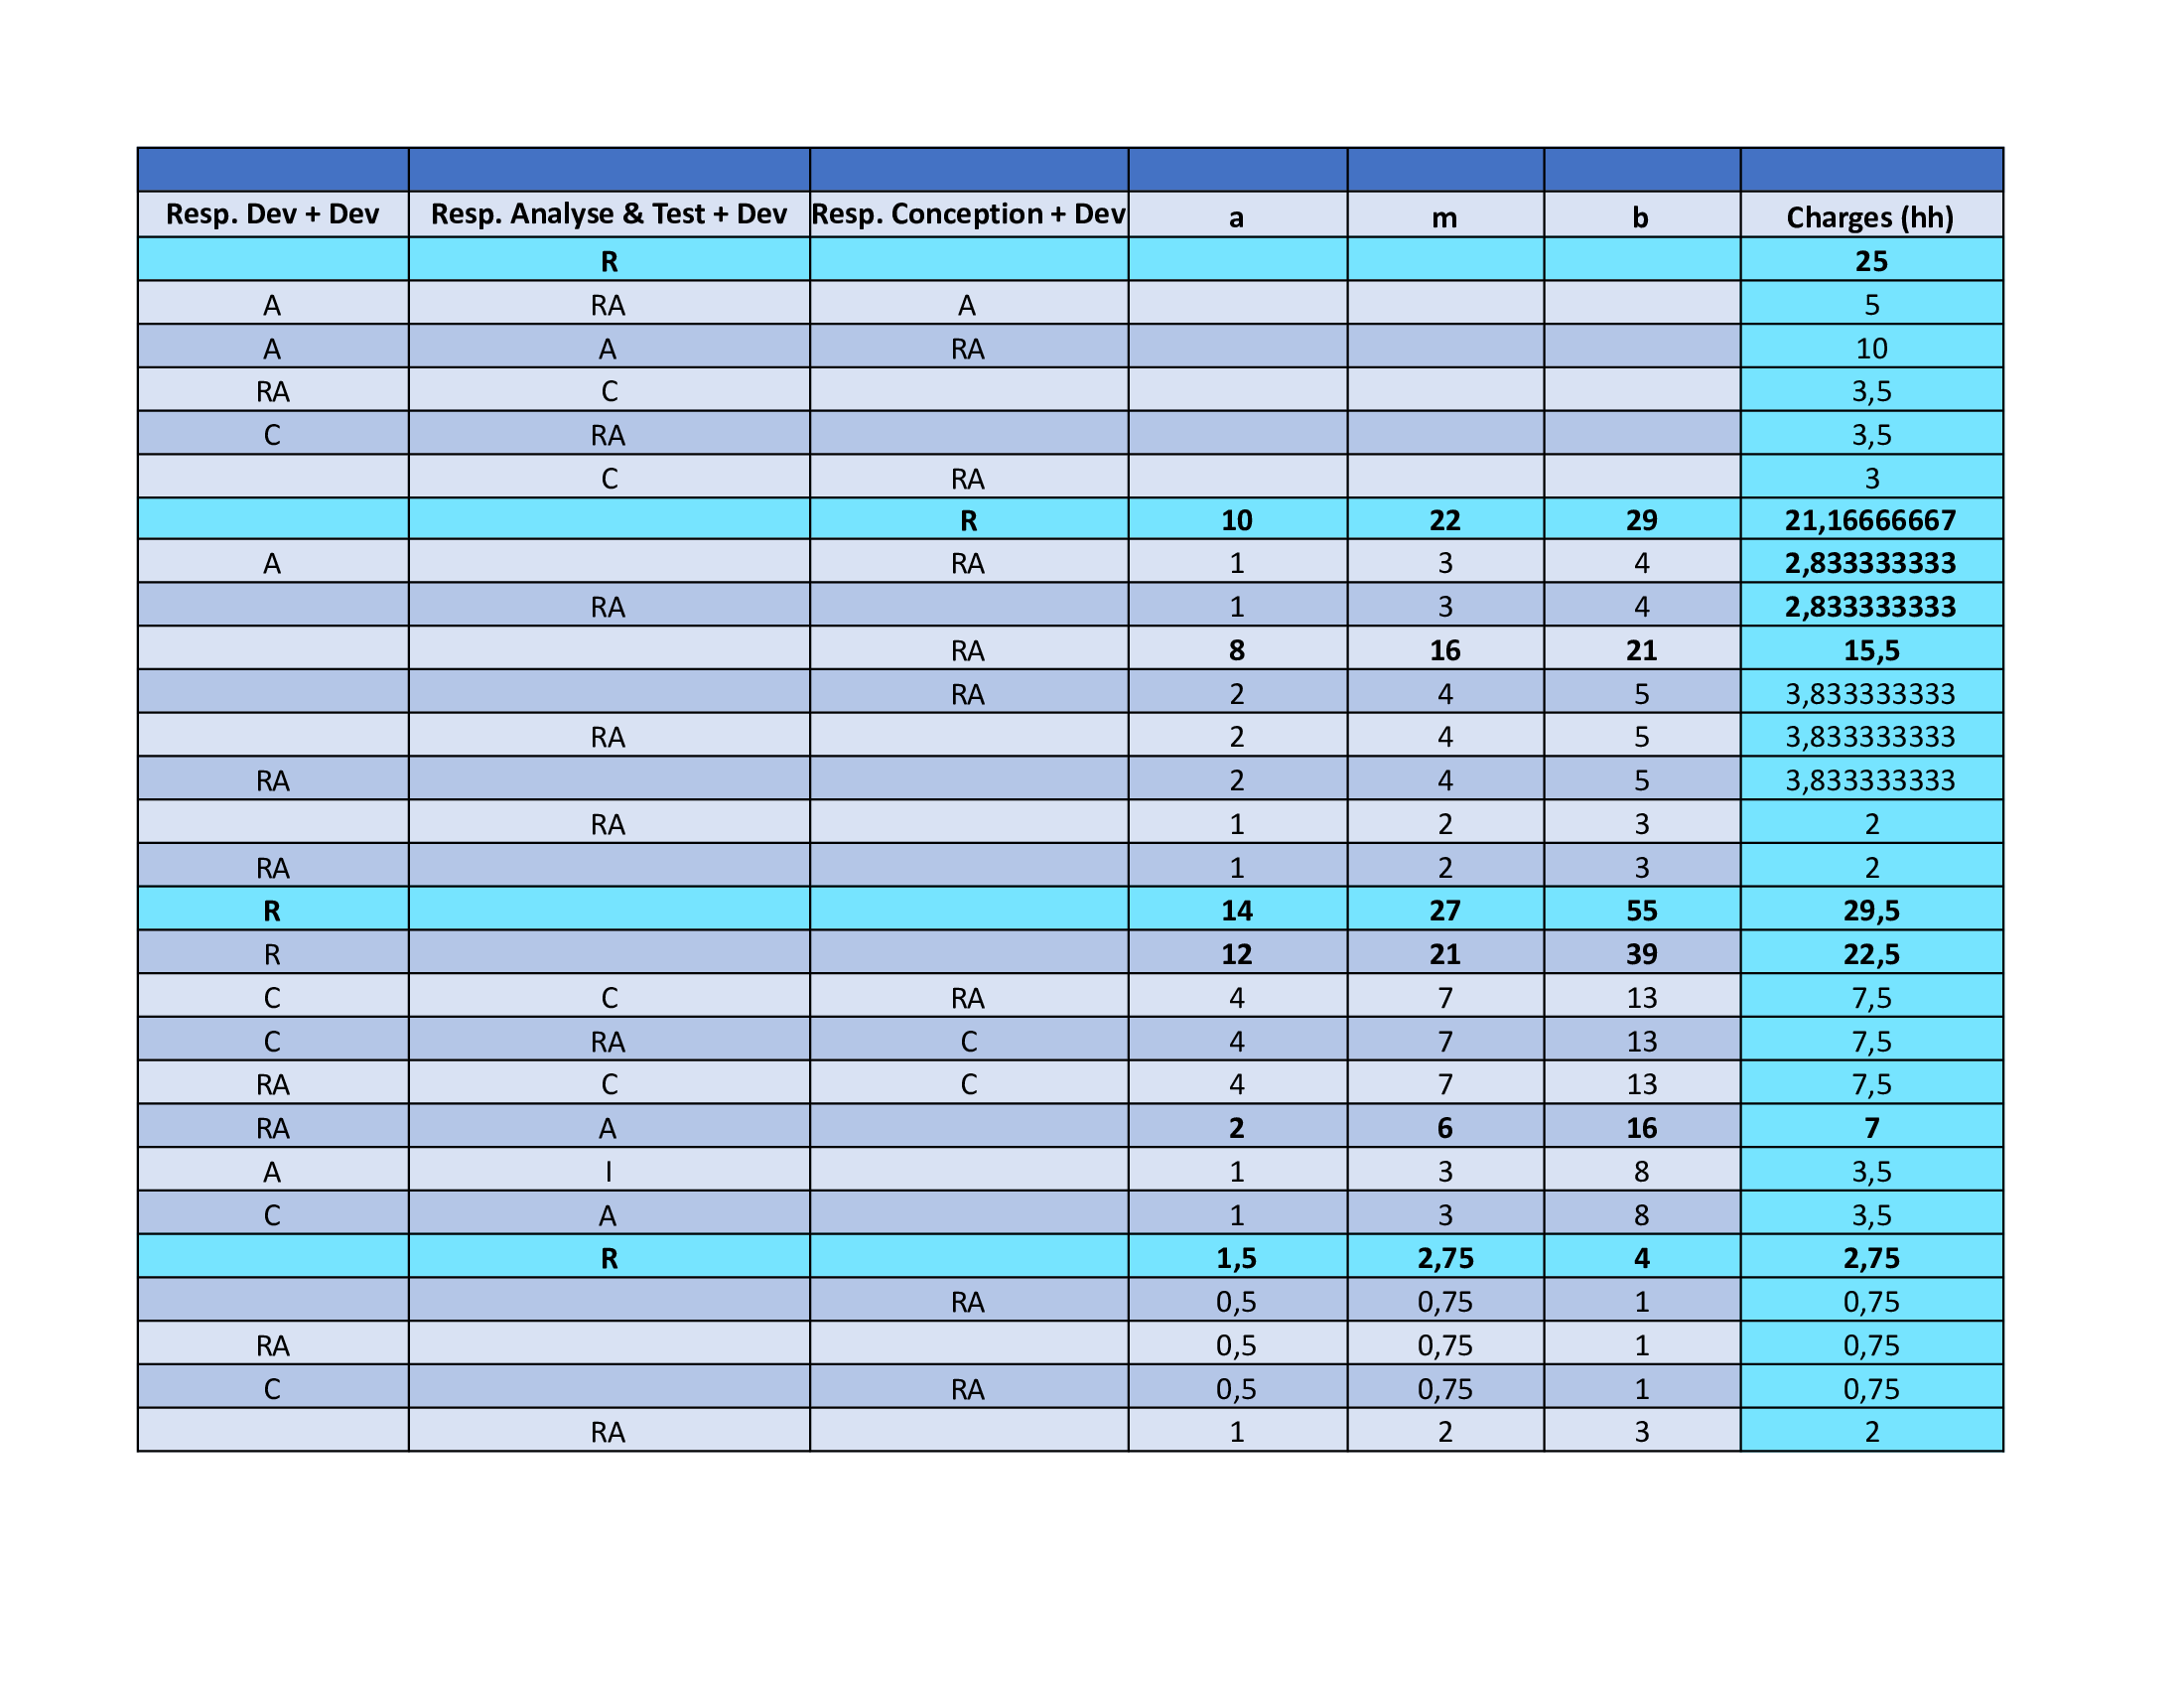 Resp. Dev + Dev Resp. Analyse & Test + Dev Resp. Conception + Dev a m b Charges (hh)
R 25
A RA A 5
A A RA 10
RA C 3,5
C RA 3,5
C RA 3
R 10 22 29 21,16666667
A RA 1 3 4 2,833333333
RA 1 3 4 2,833333333
RA 8 16 21 15,5
RA 2 4 5 3,833333333
RA 2 4 5 3,833333333
RA 2 4 5 3,833333333
RA 1 2 3 2
RA 1 2 3 2
R 14 27 55 29,5
R 12 21 39 22,5
C C RA 4 7 13 7,5
C RA C 4 7 13 7,5
RA C C 4 7 13 7,5
RA A 2 6 16 7
A I 1 3 8 3,5
C A 1 3 8 3,5
R 1,5 2,75 4 2,75
RA 0,5 0,75 1 0,75
RA 0,5 0,75 1 0,75
C RA 0,5 0,75 1 0,75
RA 1 2 3 2